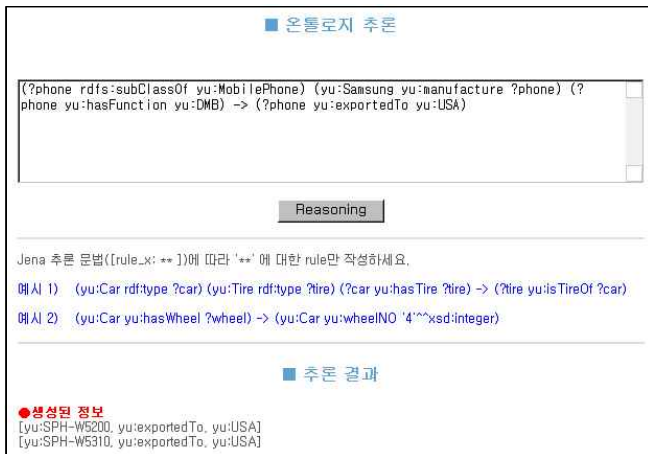 ■ 온톨로지 추론
(?phone rdfs:subClassOf yu:MobilePhone) (yu:Samsung yu:manufacture ?phone) (?
phone yu:hasFunction yu:DMB) -> (?phone yu:exportedTo yu:USA)
Reasoning
Jena 추론 문법([rule_x: ** ])에 따라 '**' 에 대한 rule만 작성하세요.
예시 1) (yu:Car rdf:type ?car) (yu:Tire rdf:type ?tire) (?car yu:hasTire ?tire) -> (?tire yu:isTireOf ?car)
예시 2) (yu:Car yu:hasWheel ?wheel) -> (yu:Car yu:wheelNO '4'^^xsd:integer)
■ 추론 결과
●생성된 정보
[yu:SPH-W5200, yu:exportedTo, yu:USA]
[yu:SPH-W5310, yu:exportedTo, yu:USA]